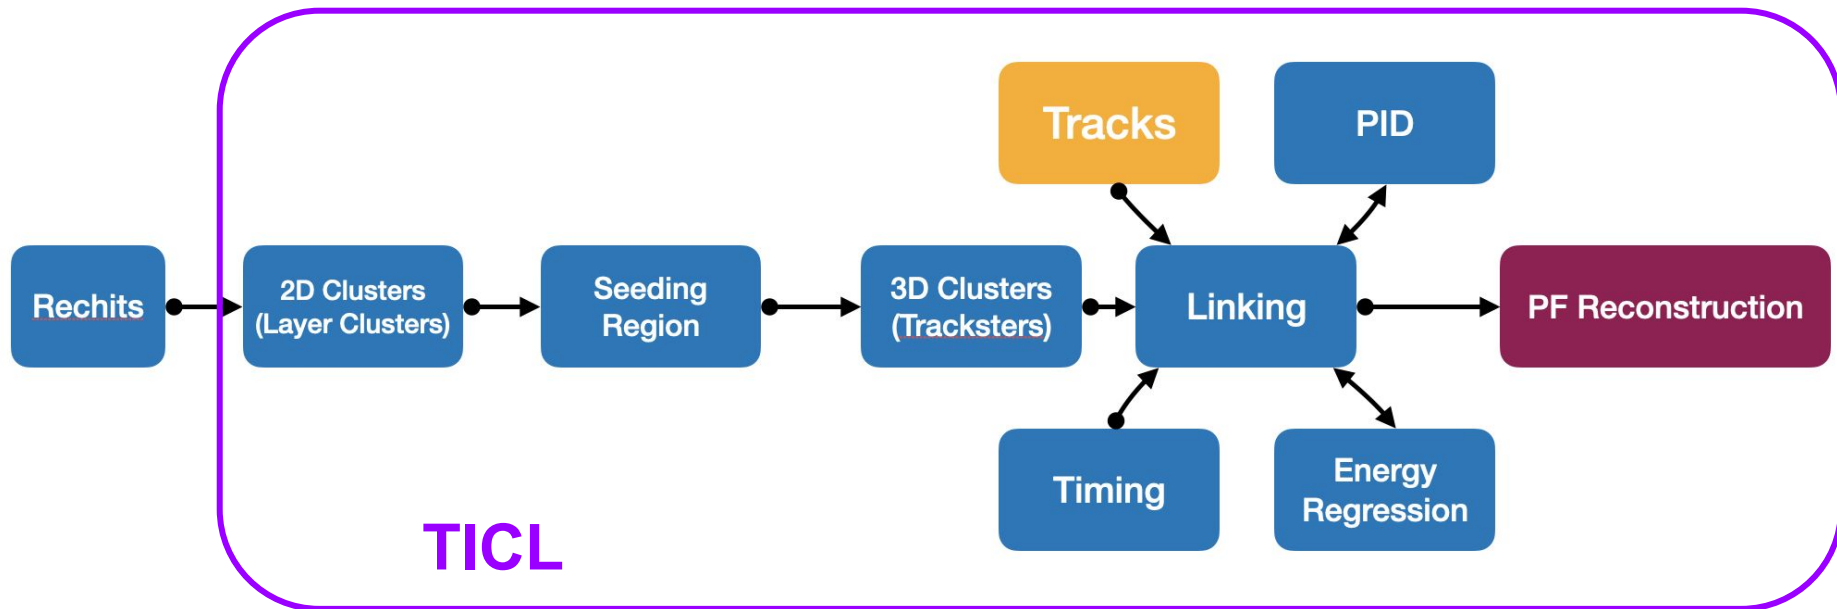 Tracks
PID
Rechits
2D Clusters
(Layer Clusters)
Seeding
Region
3D Clusters
(Tracksters)
Linking
PF Reconstruction
Timing
Energy
Regression
TICL